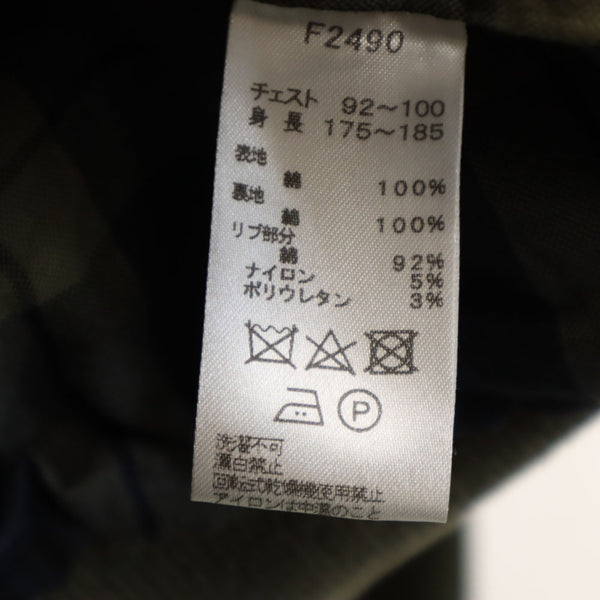 F2490
チェスト 92～100
身 長 175～185
表地
綿 100%
裏地
綿 100%
リブ部分
綿 92%
ナイロン 5%
ポリウレタン 3%
P
洗濯不可
漂白禁止
回転式乾燥機使用禁止
アイロンは中温のこと